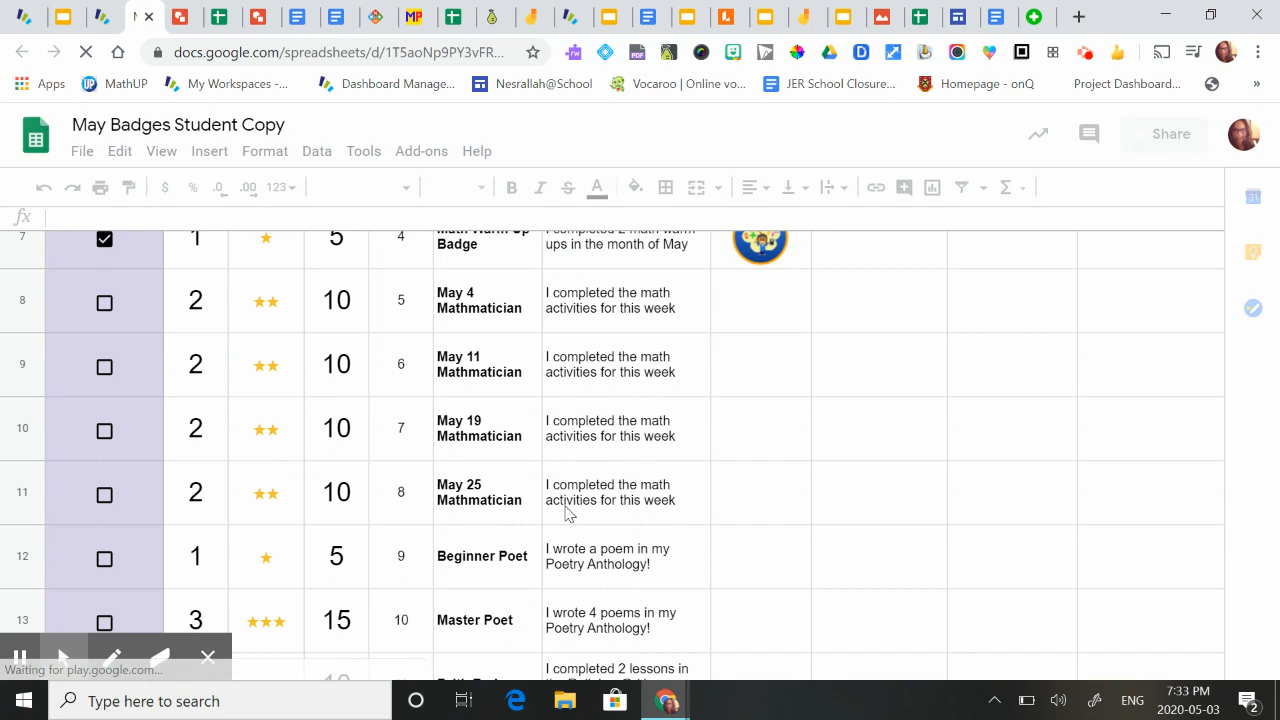 docs.google.com/spreadsheets/d/1T5aoNp9PY3vFR...
Apps
MathUP
My Workspaces -...
Dashboard Manage...
Nesrallah@School
Vocaroo | Online vo...
JER School Closure...
Homepage - onQ
Project Dashboard...
»
May Badges Student Copy
Share
File Edit View Insert Format Data Tools Add-ons Help
$ % .0 .00 123
B I S A
fx
7 1 ★ 5 4 Math Warm Up Badge I completed 2 math warm
ups in the month of May
8 2 ★★ 10 5 May 4 I completed the math
Mathmatician activities for this week
9 2 ★★ 10 6 May 11 I completed the math
Mathmatician activities for this week
10 2 ★★ 10 7 May 19 I completed the math
Mathmatician activities for this week
11 2 ★★ 10 8 May 25 I completed the math
Mathmatician activities for this week
12 1 ★ 5 9 Beginner Poet I wrote a poem in my
Poetry Anthology!
13 3 ★★★ 15 10 Master Poet I wrote 4 poems in my
Poetry Anthology!
I completed 2 lessons in
Waiting for play.google.com...
Type here to search
ENG
7:33 PM
2020-05-03
2